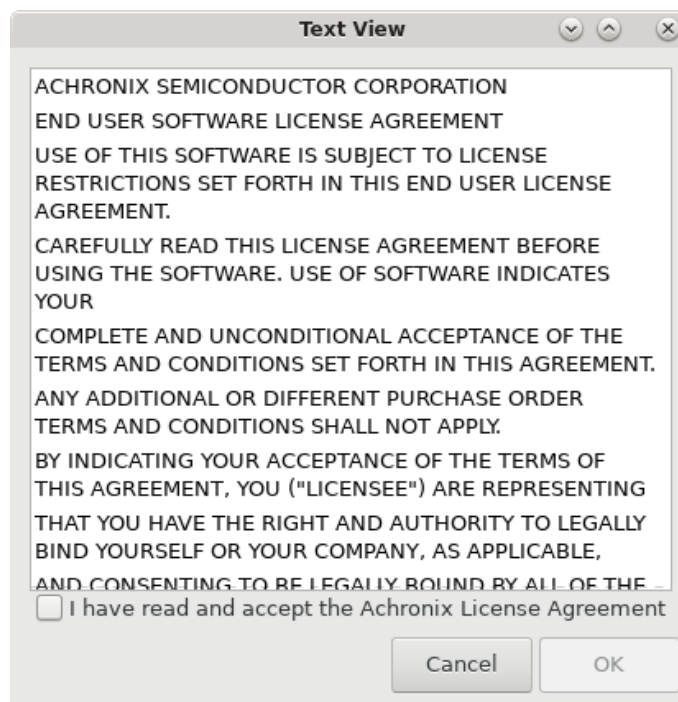 Text View
ACHRONIX SEMICONDUCTOR CORPORATION
END USER SOFTWARE LICENSE AGREEMENT
USE OF THIS SOFTWARE IS SUBJECT TO LICENSE
RESTRICTIONS SET FORTH IN THIS END USER LICENSE
AGREEMENT.
CAREFULLY READ THIS LICENSE AGREEMENT BEFORE
USING THE SOFTWARE. USE OF SOFTWARE INDICATES
YOUR
COMPLETE AND UNCONDITIONAL ACCEPTANCE OF THE
TERMS AND CONDITIONS SET FORTH IN THIS AGREEMENT.
ANY ADDITIONAL OR DIFFERENT PURCHASE ORDER
TERMS AND CONDITIONS SHALL NOT APPLY.
BY INDICATING YOUR ACCEPTANCE OF THE TERMS OF
THIS AGREEMENT, YOU ("LICENSEE") ARE REPRESENTING
THAT YOU HAVE THE RIGHT AND AUTHORITY TO LEGALLY
BIND YOURSELF OR YOUR COMPANY, AS APPLICABLE,
AND CONSENTING TO BE LEGALLY BOUND BY ALL OF THE
I have read and accept the Achronix License Agreement
Cancel
OK